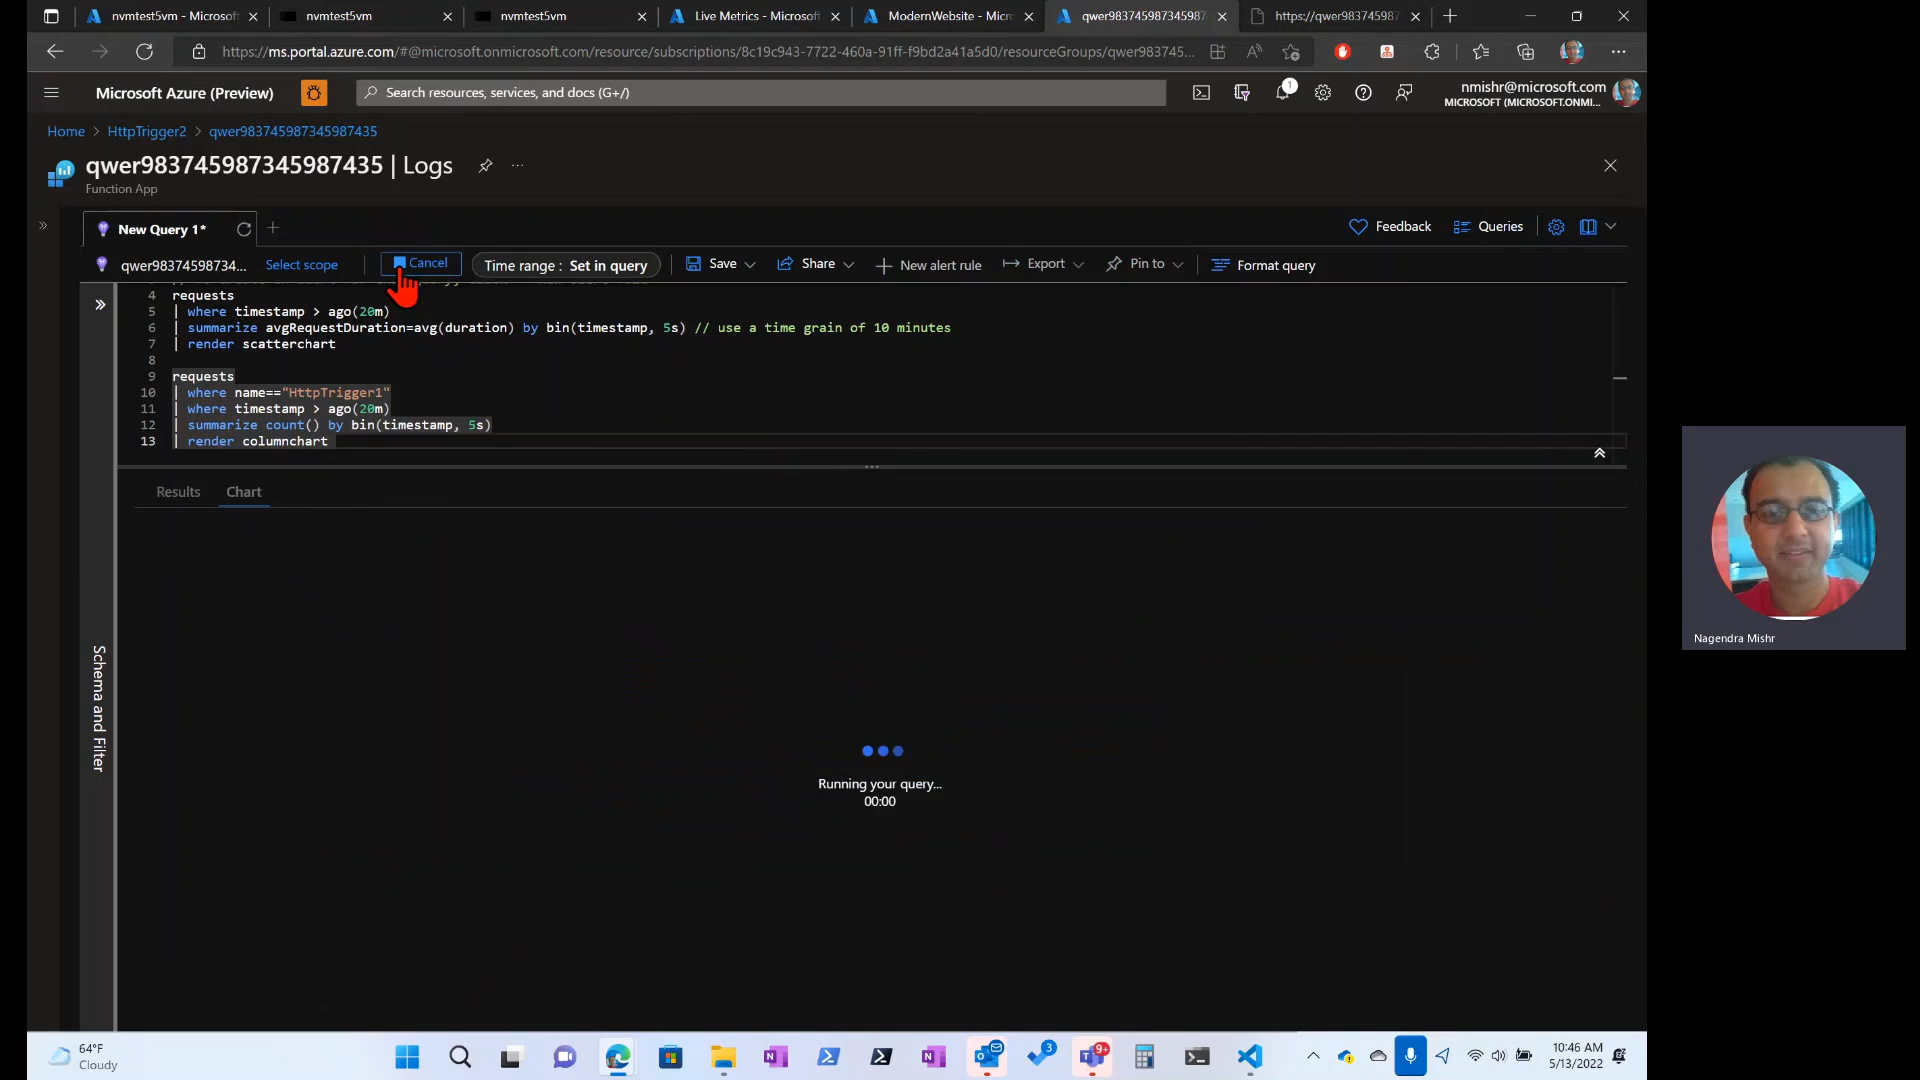 nvmtest5vm - Microsoft
nvmtest5vm
nvmtest5vm
Live Metrics - Microsoft
ModernWebsite - Micro
qwer983745987345987
https://qwer9837459873
https://ms.portal.azure.com/#@microsoft.onmicrosoft.com/resource/subscriptions/8c19c943-7722-460a-91ff-f9bd2a41a5d0/resourceGroups/qwer983745...
Microsoft Azure (Preview)
Search resources, services, and docs (G+/)
1
nmishr@microsoft.com
MICROSOFT (MICROSOFT.ONMI...
Home > HttpTrigger2 > qwer983745987345987435
qwer983745987345987435 | Logs
Function App
New Query 1*
Feedback
Queries
qwer98374598734...
Select scope
Cancel
Time range : Set in query
Save
Share
New alert rule
Export
Pin to
Format query
4 requests
5 | where timestamp > ago(20m)
6 | summarize avgRequestDuration=avg(duration) by bin(timestamp, 5s) // use a time grain of 10 minutes
7 | render scatterchart
8
9 requests
10 | where name=="HttpTrigger1"
11 | where timestamp > ago(20m)
12 | summarize count() by bin(timestamp, 5s)
13 | render columnchart
Results
Chart
Schema and Filter
Running your query...
00:00
Nagendra Mishr
64°F
Cloudy
3
9+
10:46 AM
5/13/2022